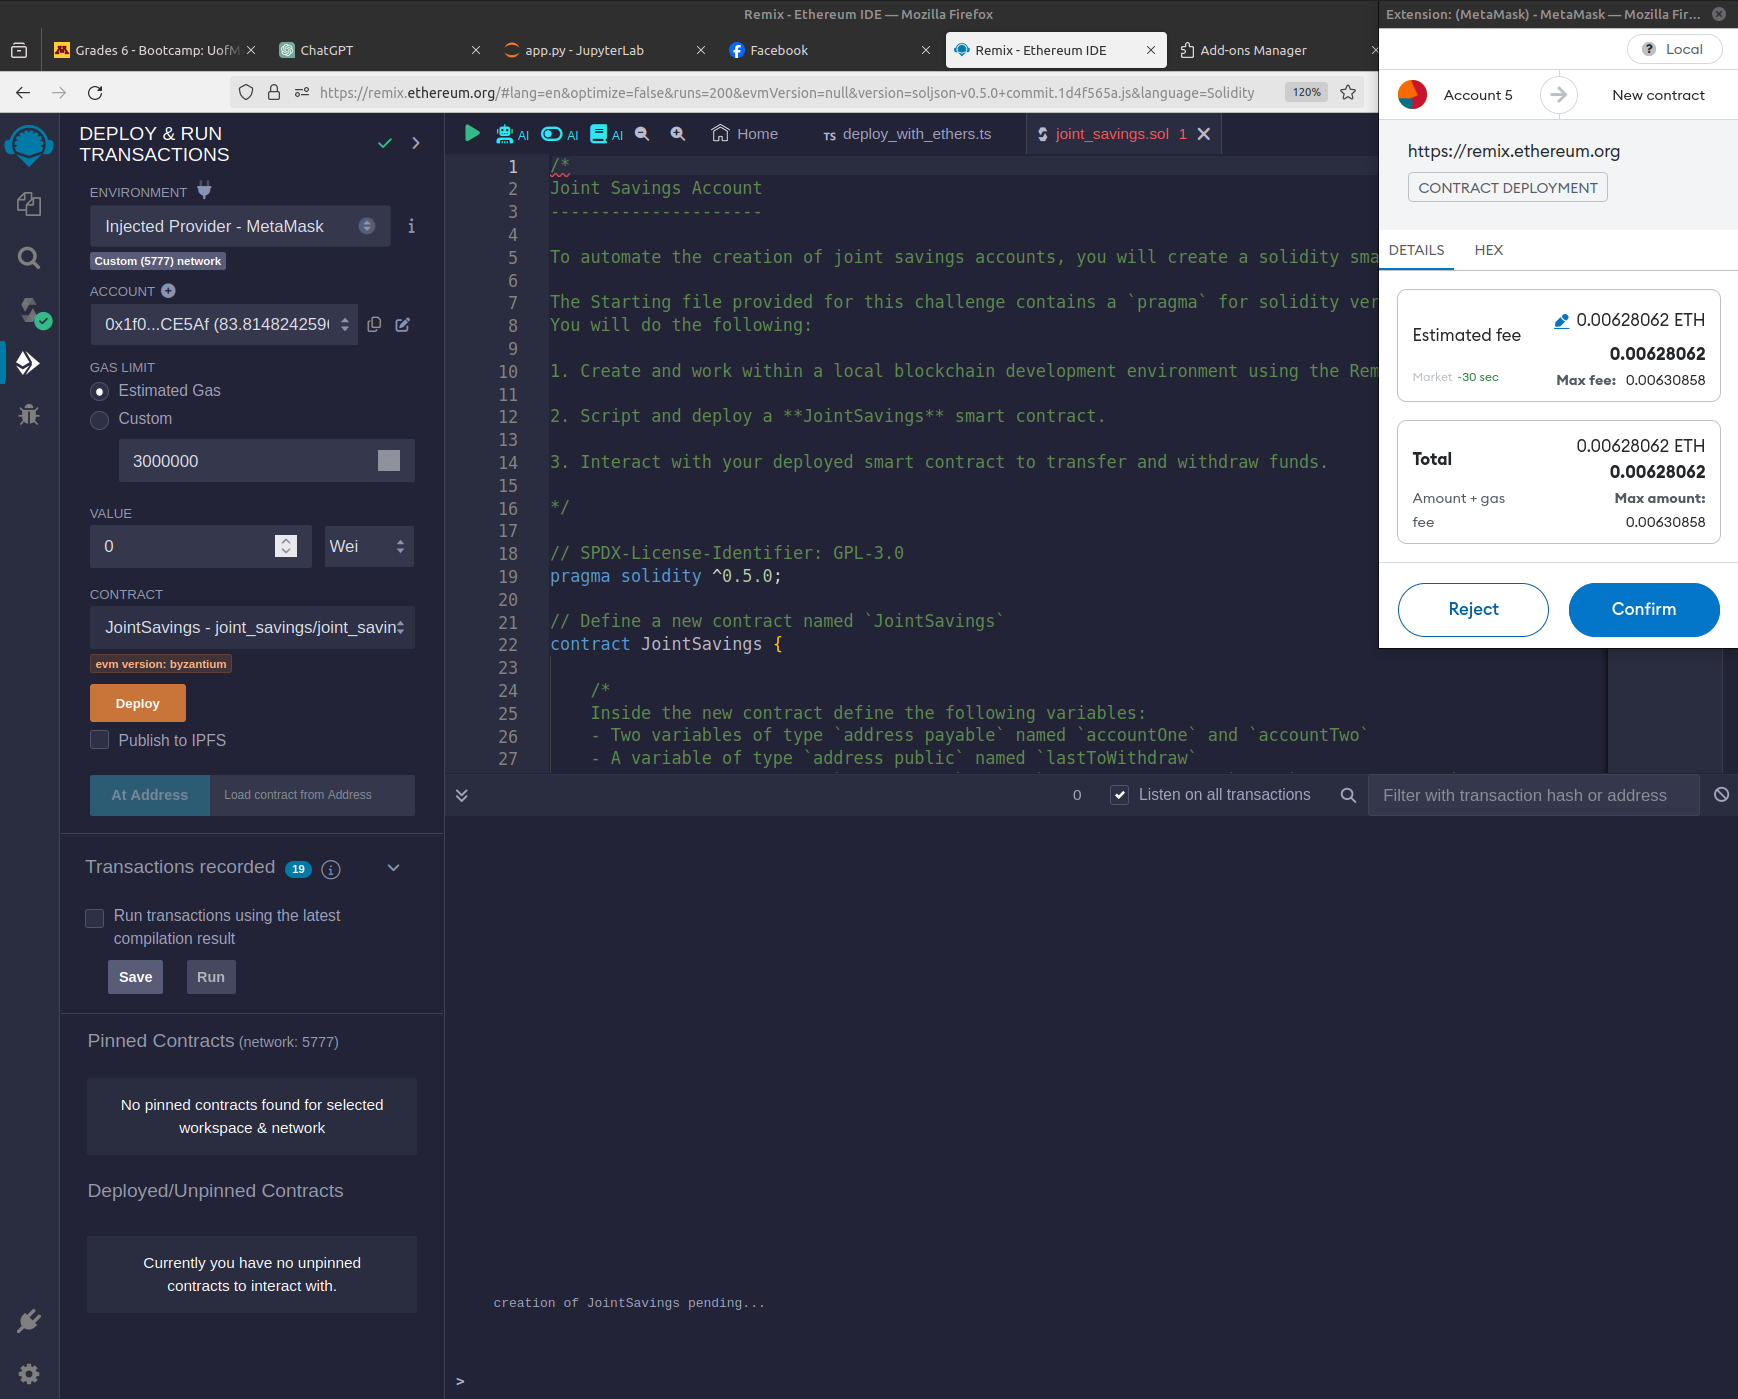 Remix - Ethereum IDE — Mozilla Firefox
Extension: (MetaMask) - MetaMask — Mozilla Fir...
Grades 6 - Bootcamp: UofM
ChatGPT
app.py - JupyterLab
Facebook
Remix - Ethereum IDE
Add-ons Manager
https://remix.ethereum.org/#lang=en&optimize=false&runs=200&evmVersion=null&version=soljson-v0.5.0+commit.1d4f565a.js&language=Solidity
120%
DEPLOY & RUN
TRANSACTIONS
ENVIRONMENT
Injected Provider - MetaMask
i
Custom (5777) network
ACCOUNT
0x1f0...CE5Af (83.8148242590
GAS LIMIT
Estimated Gas
Custom
3000000
VALUE
0
Wei
CONTRACT
JointSavings - joint_savings/joint_savin
evm version: byzantium
Deploy
Publish to IPFS
At Address
Load contract from Address
Transactions recorded 19 i
Run transactions using the latest
compilation result
Save
Run
Pinned Contracts (network: 5777)
No pinned contracts found for selected
workspace & network
Deployed/Unpinned Contracts
Currently you have no unpinned
contracts to interact with.
AI
AI
AI
Home
TS deploy_with_ethers.ts
joint_savings.sol 1
1 /*
2 Joint Savings Account
3 ---------------------
4
5 To automate the creation of joint savings accounts, you will create a solidity sma
6
7 The Starting file provided for this challenge contains a `pragma` for solidity ver
8 You will do the following:
9
10 1. Create and work within a local blockchain development environment using the Rem
11
12 2. Script and deploy a **JointSavings** smart contract.
13
14 3. Interact with your deployed smart contract to transfer and withdraw funds.
15
16 */
17
18 // SPDX-License-Identifier: GPL-3.0
19 pragma solidity ^0.5.0;
20
21 // Define a new contract named `JointSavings`
22 contract JointSavings {
23
24 /*
25 Inside the new contract define the following variables:
26 - Two variables of type `address payable` named `accountOne` and `accountTwo`
27 - A variable of type `address public` named `lastToWithdraw`
0
Listen on all transactions
Filter with transaction hash or address
creation of JointSavings pending...
>
? Local
Account 5
New contract
https://remix.ethereum.org
CONTRACT DEPLOYMENT
DETAILS
HEX
Estimated fee
0.00628062 ETH
0.00628062
Market -30 sec
Max fee: 0.00630858
Total
0.00628062 ETH
0.00628062
Amount + gas
fee
Max amount:
0.00630858
Reject
Confirm